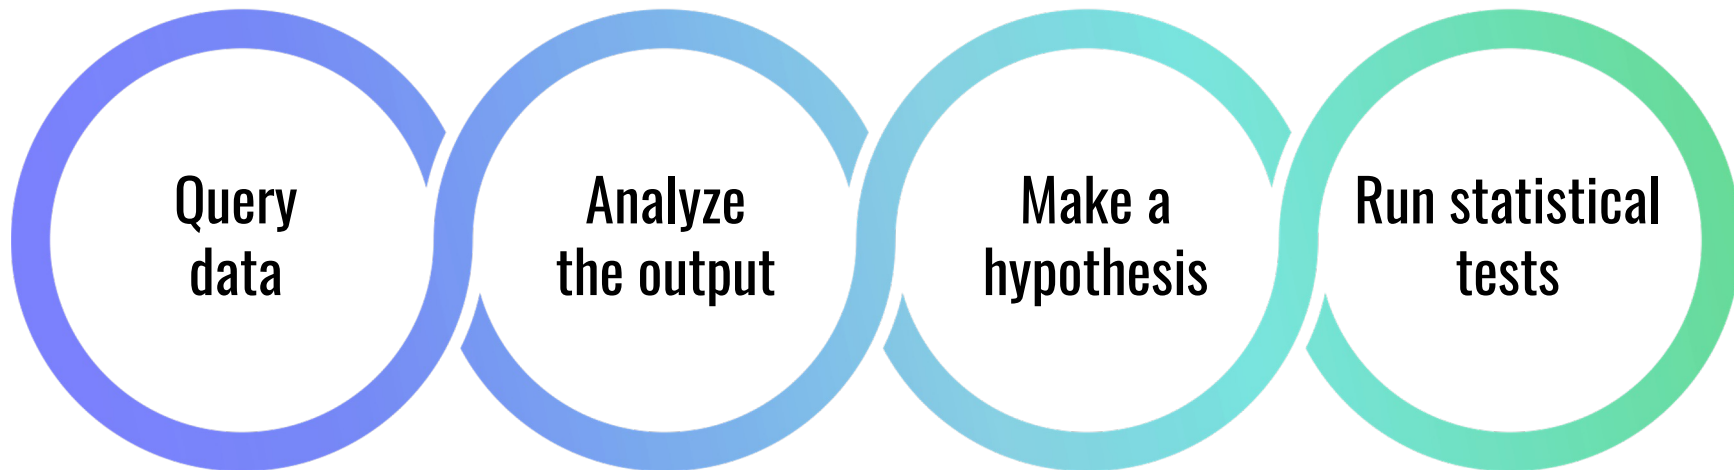 Query
data
Analyze
the output
Make a
hypothesis
Run statistical
tests